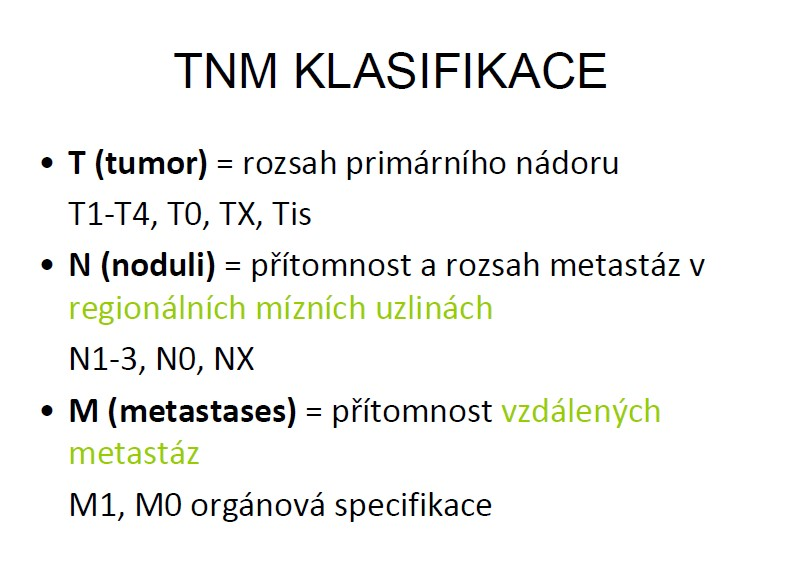 TNM KLASIFIKACE
• T (tumor) = rozsah primárního nádoru
T1-T4, T0, TX, Tis
• N (noduli) = přítomnost a rozsah metastáz v
regionálních mízních uzlinách
N1-3, N0, NX
• M (metastases) = přítomnost vzdálených
metastáz
M1, M0 orgánová specifikace